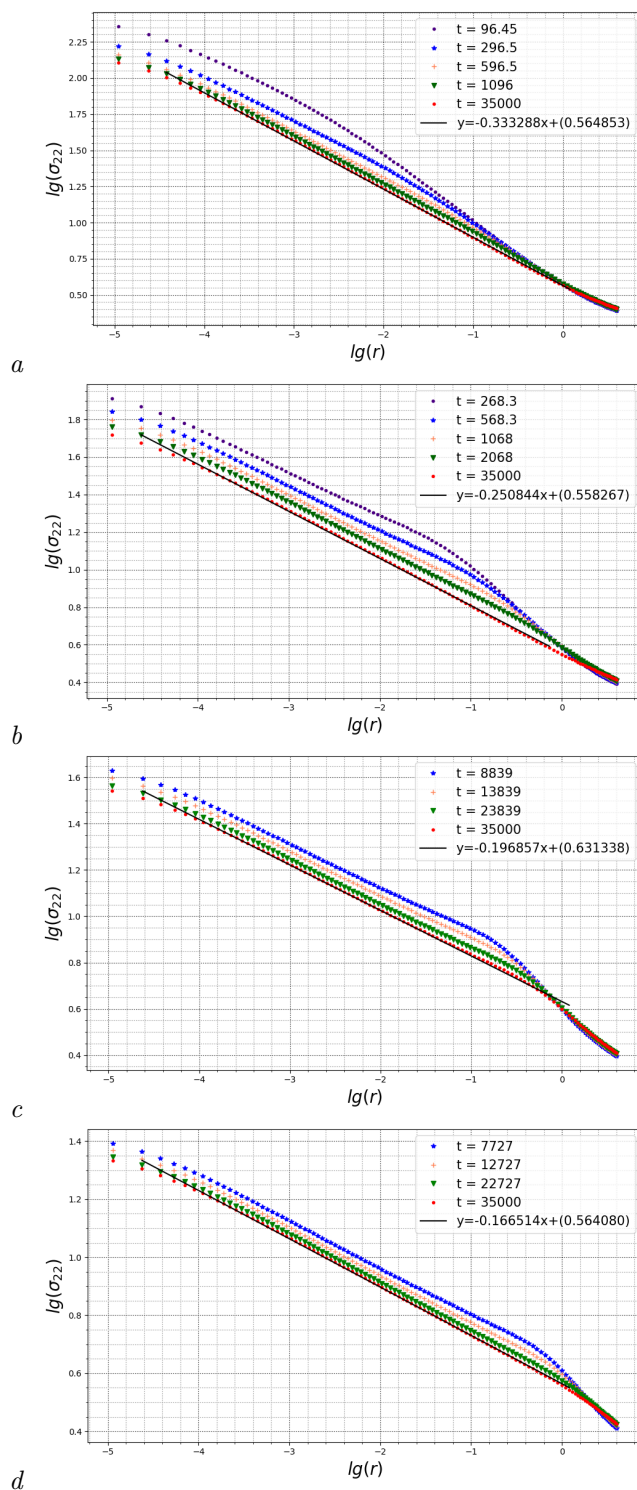 t = 96.45
t = 296.5
t = 596.5
t = 1096
t = 35000
y=-0.333288x+(0.564853)
lg(σ22)
2.25
2.00
1.75
1.50
1.25
1.00
0.75
0.50
−5 −4 −3 −2 −1 0
lg(r)
a
t = 268.3
t = 568.3
t = 1068
t = 2068
t = 35000
y=-0.250844x+(0.558267)
lg(σ22)
1.8
1.6
1.4
1.2
1.0
0.8
0.6
0.4
−5 −4 −3 −2 −1 0
lg(r)
b
t = 8839
t = 13839
t = 23839
t = 35000
y=-0.196857x+(0.631338)
lg(σ22)
1.6
1.4
1.2
1.0
0.8
0.6
0.4
−5 −4 −3 −2 −1 0
lg(r)
c
t = 7727
t = 12727
t = 22727
t = 35000
y=-0.166514x+(0.564080)
lg(σ22)
1.4
1.2
1.0
0.8
0.6
0.4
−5 −4 −3 −2 −1 0
lg(r)
d